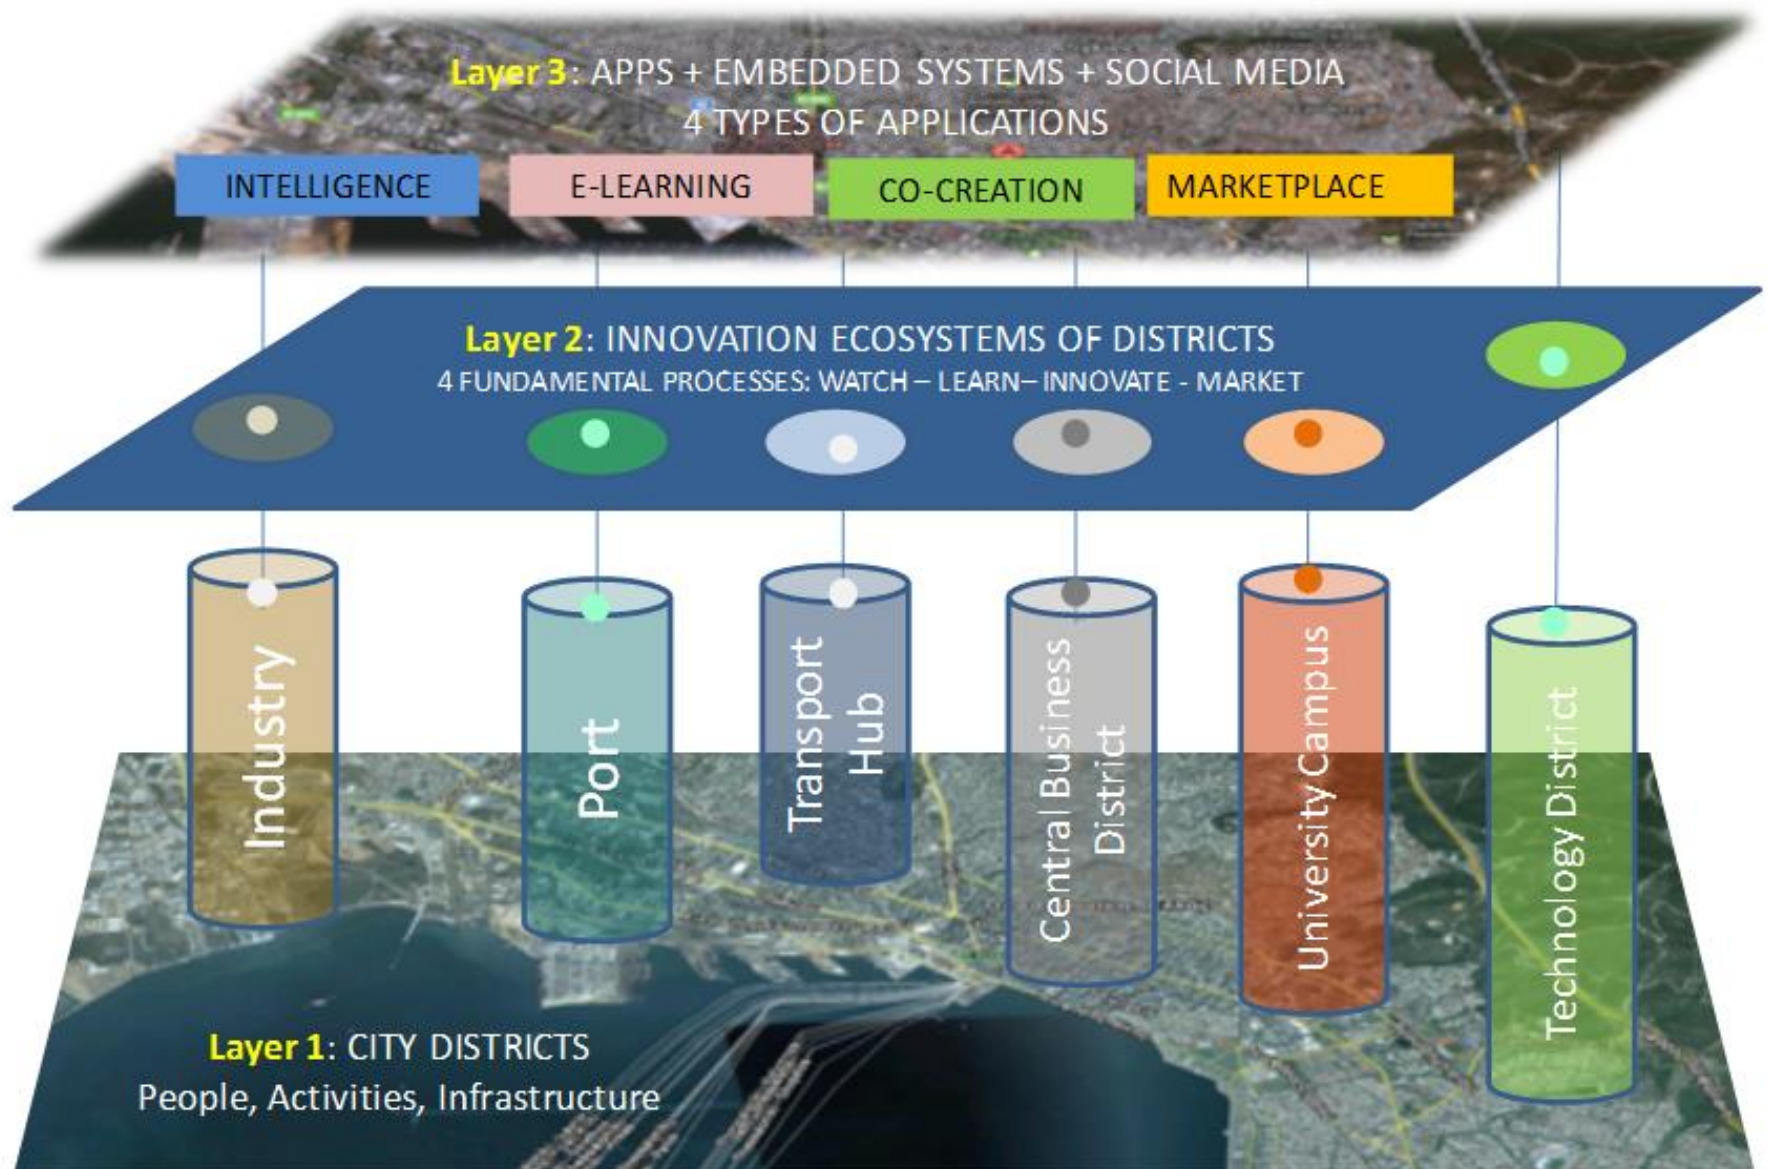 Layer 3: APPS + EMBEDDED SYSTEMS + SOCIAL MEDIA
4 TYPES OF APPLICATIONS
INTELLIGENCE
E-LEARNING
CO-CREATION
MARKETPLACE
Layer 2: INNOVATION ECOSYSTEMS OF DISTRICTS
4 FUNDAMENTAL PROCESSES: WATCH – LEARN– INNOVATE - MARKET
Industry
Port
Transport
Hub
Central Business
District
University Campus
Technology District
Layer 1: CITY DISTRICTS
People, Activities, Infrastructure